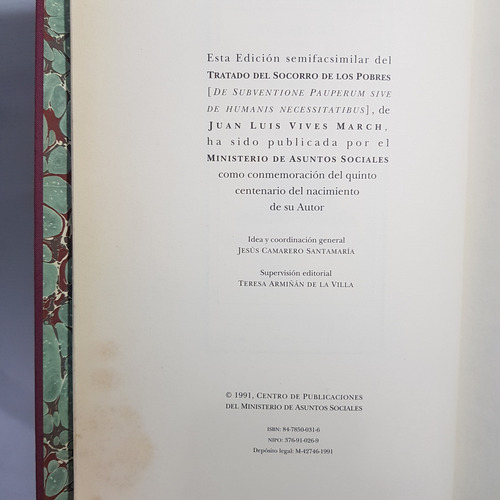 Esta Edición semifacsimilar del
TRATADO DEL SOCORRO DE LOS POBRES
[DE SUBVENTIONE PAUPERUM SIVE
DE HUMANIS NECESSITATIBUS], de
JUAN LUIS VIVES MARCH,
ha sido publicada por el
MINISTERIO DE ASUNTOS SOCIALES
como conmemoración del quinto
centenario del nacimiento
de su Autor
Idea y coordinación general
JESÚS CAMARERO SANTAMARÍA
Supervisión editorial
TERESA ARMIÑÁN DE LA VILLA
© 1991, CENTRO DE PUBLICACIONES
DEL MINISTERIO DE ASUNTOS SOCIALES
ISBN: 84-7850-031-6
NIPO: 376-91-026-9
Depósito legal: M-42746-1991